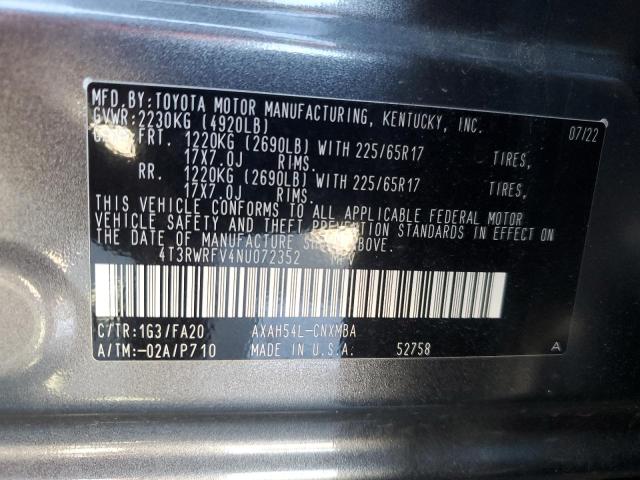 MFD. BY: TOYOTA MOTOR MANUFACTURING, KENTUCKY, INC.
GVWR: 2230KG (4920LB) 07/22
FRT. 1220KG (2690LB) WITH 225/65R17 TIRES,
17X7.0J RIMS.
RR. 1220KG (2690LB) WITH 225/65R17 TIRES,
17X7.0J RIMS.
THIS VEHICLE CONFORMS TO ALL APPLICABLE FEDERAL MOTOR
VEHICLE SAFETY AND THEFT PREVENTION STANDARDS IN EFFECT ON
THE DATE OF MANUFACTURE SHOWN ABOVE.
4T3RWRFV4NU072352
C/TR: 1G3/FA20 AXAH54L-CNXMBA
A/TM: -02A/P710 MADE IN U.S.A. 52758 A